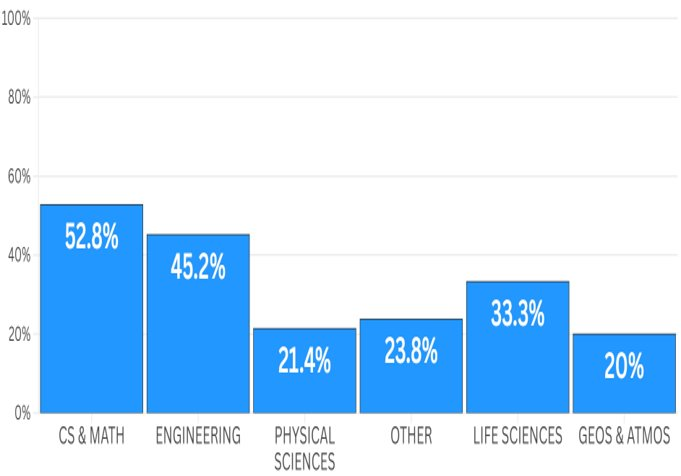 100%
80%
60%
40%
20%
0%
52.8%
45.2%
21.4%
23.8%
33.3%
20%
CS & MATH
ENGINEERING
PHYSICAL
SCIENCES
OTHER
LIFE SCIENCES
GEOS & ATMOS